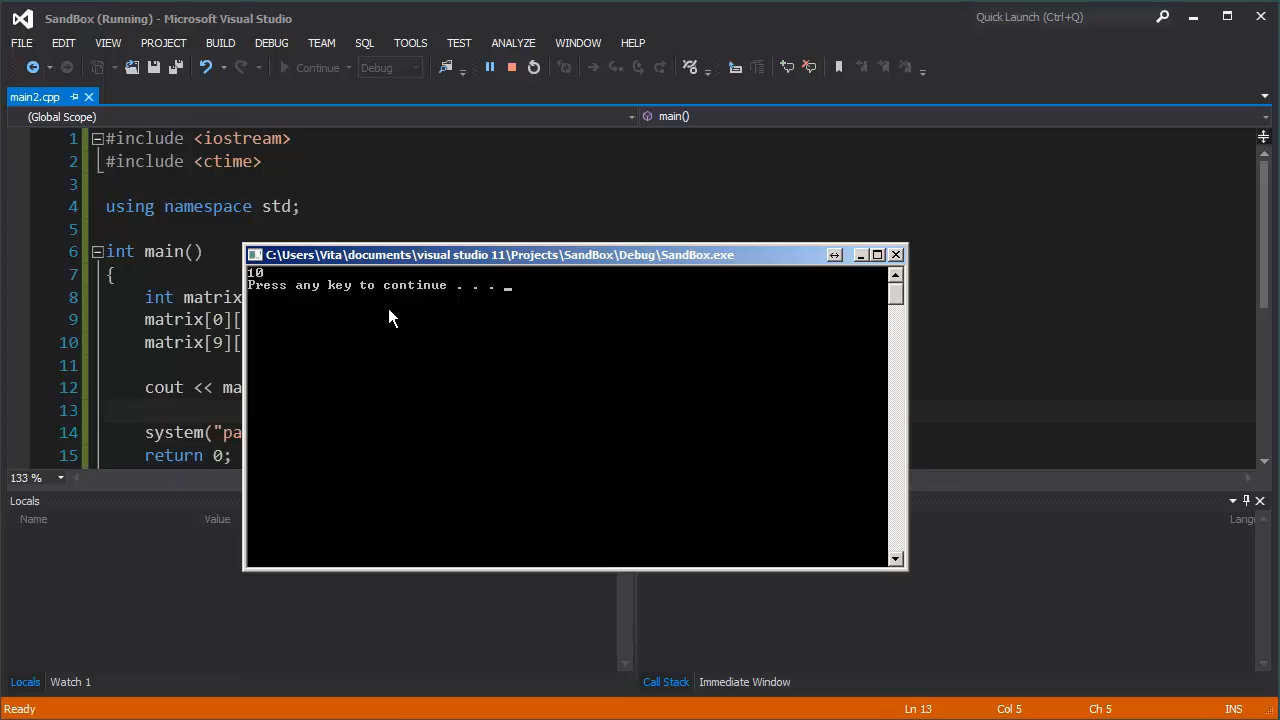 SandBox (Running) - Microsoft Visual Studio
Quick Launch (Ctrl+Q)
FILE EDIT VIEW PROJECT BUILD DEBUG TEAM SQL TOOLS TEST ANALYZE WINDOW HELP
Continue Debug
main2.cpp
(Global Scope) main()
1 #include <iostream>
2 #include <ctime>
3
4 using namespace std;
5
6 int main()
7 {
8 int matrix
9 matrix[0][
10 matrix[9][
11
12 cout << ma
13
14 system("pa
15 return 0;
C:\Users\Vita\documents\visual studio 11\Projects\SandBox\Debug\SandBox.exe
10
Press any key to continue . . . _
133 %
Locals
Name Value Langu
Locals Watch 1
Call Stack Immediate Window
Ready Ln 13 Col 5 Ch 5 INS